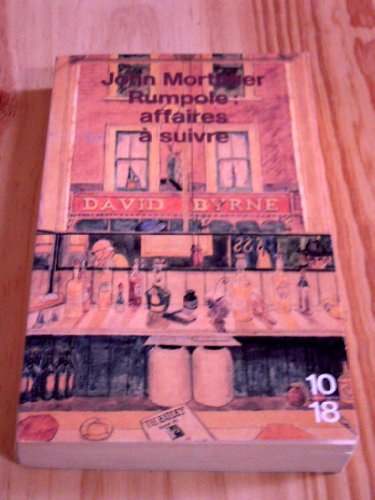 John Mortimer
Rumpole :
affaires
à suivre
DAVID BYRNE
10
18